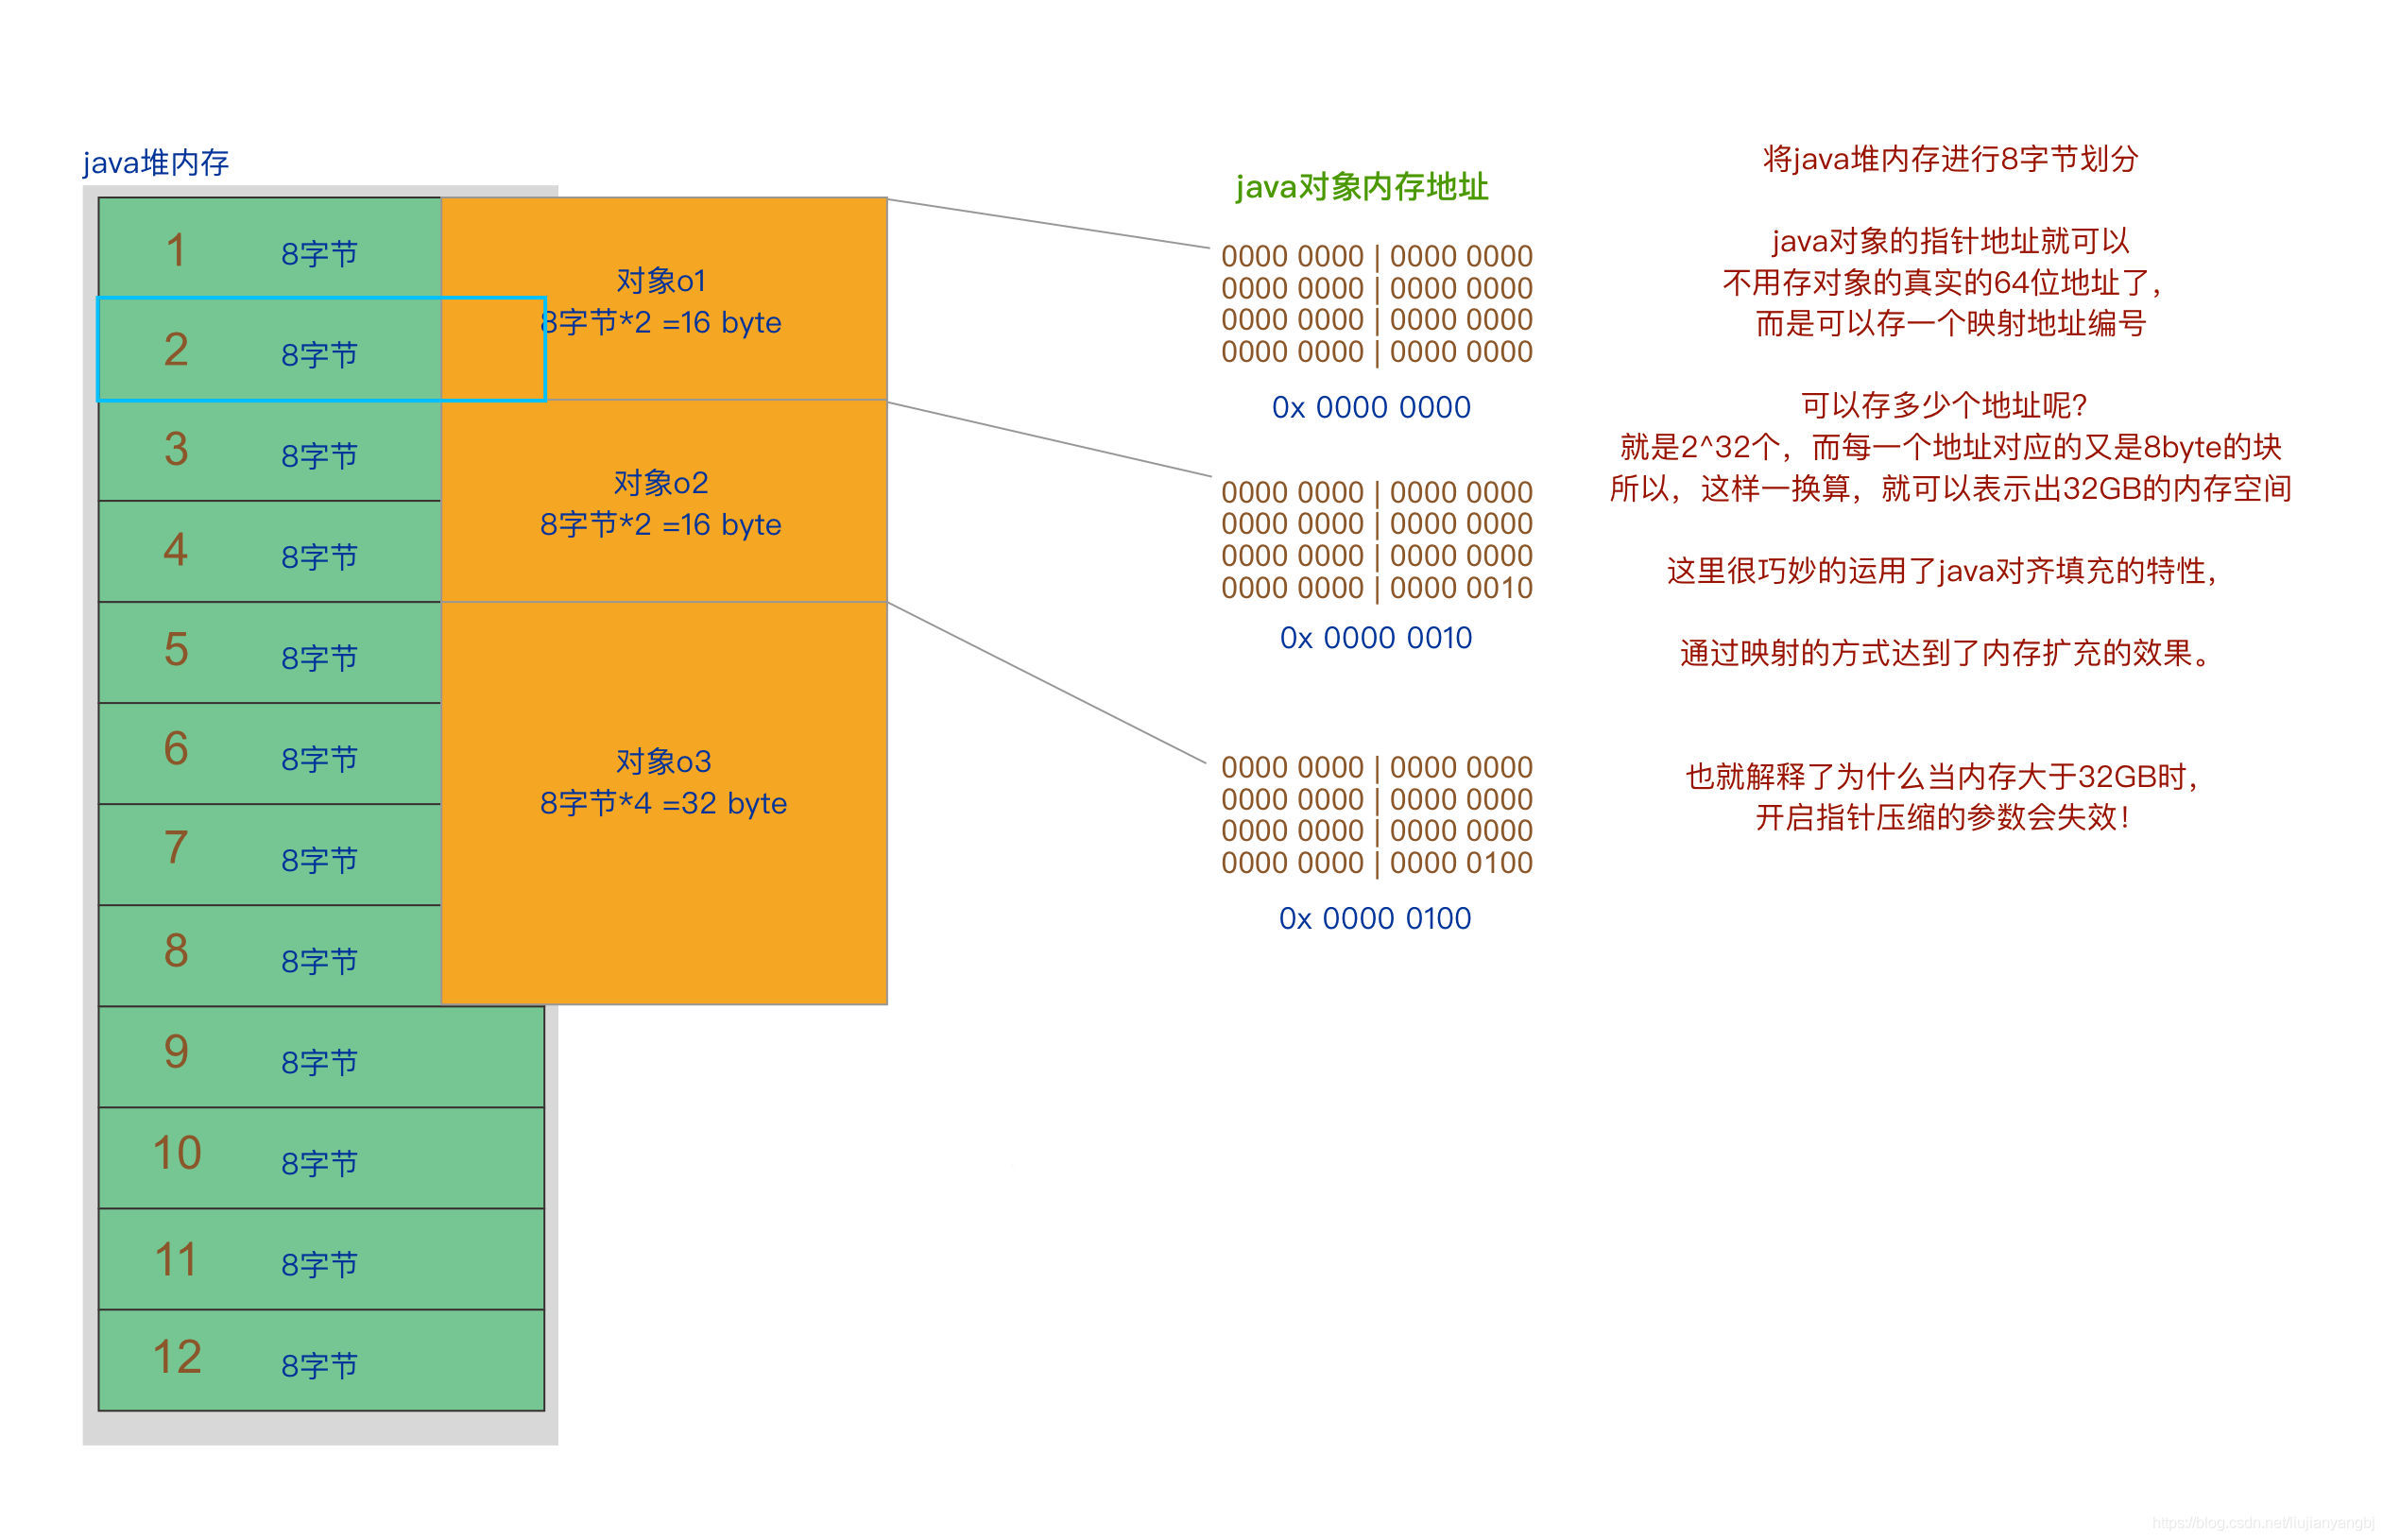 java堆内存
1 8字节
2 8字节
3 8字节
4 8字节
5 8字节
6 8字节
7 8字节
8 8字节
9 8字节
10 8字节
11 8字节
12 8字节
对象o1
8字节*2 =16 byte
对象o2
8字节*2 =16 byte
对象o3
8字节*4 =32 byte
java对象内存地址
0000 0000 | 0000 0000
0000 0000 | 0000 0000
0000 0000 | 0000 0000
0000 0000 | 0000 0000
0x 0000 0000
0000 0000 | 0000 0000
0000 0000 | 0000 0000
0000 0000 | 0000 0000
0000 0000 | 0000 0010
0x 0000 0010
0000 0000 | 0000 0000
0000 0000 | 0000 0000
0000 0000 | 0000 0000
0000 0000 | 0000 0100
0x 0000 0100
将java堆内存进行8字节划分
java对象的指针地址就可以
不用存对象的真实的64位地址了，
而是可以存一个映射地址编号
可以存多少个地址呢？
就是2^32个，而每一个地址对应的又是8byte的块
所以，这样一换算，就可以表示出32GB的内存空间
这里很巧妙的运用了java对齐填充的特性，
通过映射的方式达到了内存扩充的效果。
也就解释了为什么当内存大于32GB时，
开启指针压缩的参数会失效！
https://blog.csdn.net/liujianyangbj